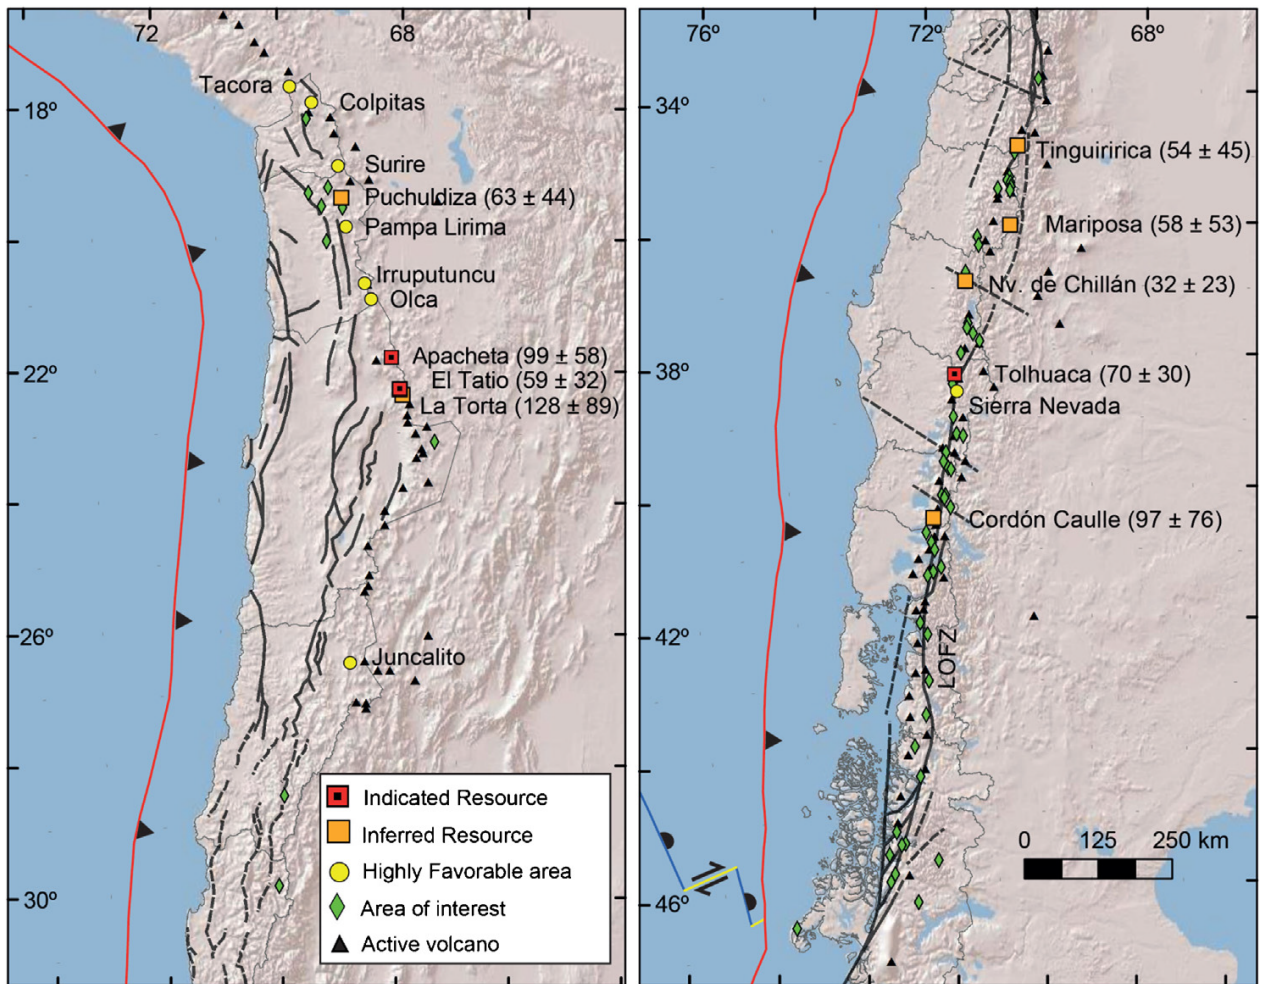 72
68
18º
22º
26º
30º
Tacora
Colpitas
Surire
Puchuldiza (63 ± 44)
Pampa Lirima
Irruputuncu
Olca
Apacheta (99 ± 58)
El Tatio (59 ± 32)
La Torta (128 ± 89)
Juncalito
Indicated Resource
Inferred Resource
Highly Favorable area
Area of interest
Active volcano
76º
72º
68º
34º
38º
42º
46º
Tinguiririca (54 ± 45)
Mariposa (58 ± 53)
Nv. de Chillán (32 ± 23)
Tolhuaca (70 ± 30)
Sierra Nevada
Cordón Caulle (97 ± 76)
LOFZ
0 125 250 km